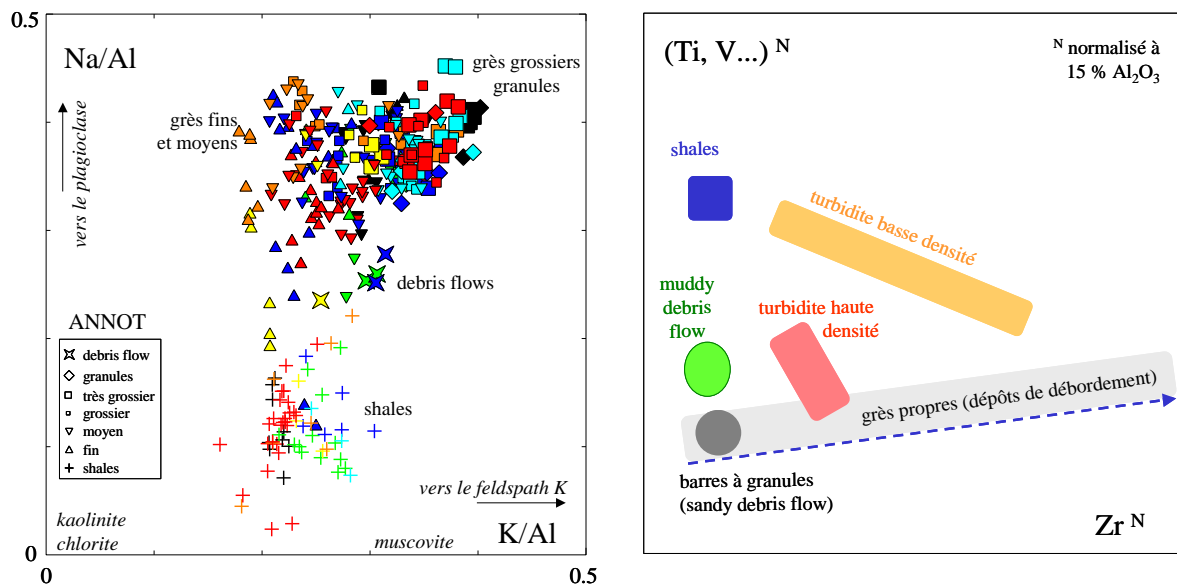 0.5
Na/Al
vers le plagioclase
grès grossiers
granules
grès fins
et moyens
debris flows
ANNOT
debris flow
granules
très grossier
grossier
moyen
fin
shales
shales
vers le feldspath K
kaolinite
chlorite
muscovite
K/Al
0
0
0.5
(Ti, V...) N
N normalisé à
15 % Al2O3
shales
turbidite basse densité
muddy
debris
flow
turbidite haute
densité
grès propres (dépôts de débordement)
barres à granules
(sandy debris flow)
Zr N